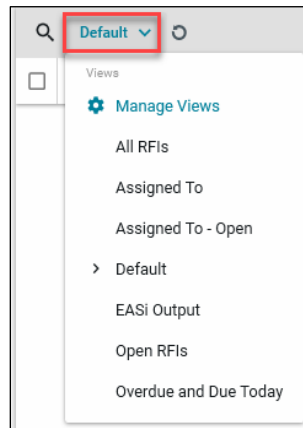 Default
Views
Manage Views
All RFIs
Assigned To
Assigned To - Open
Default
EASi Output
Open RFIs
Overdue and Due Today